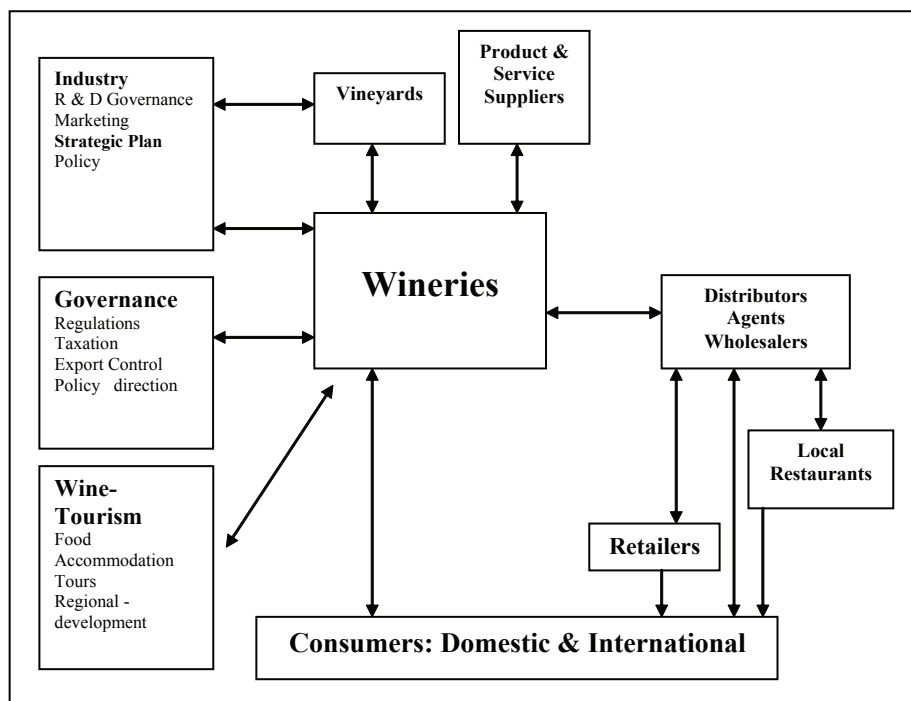 Industry
R & D Governance
Marketing
Strategic Plan
Policy
Vineyards
Product &
Service
Suppliers
Wineries
Governance
Regulations
Taxation
Export Control
Policy direction
Distributors
Agents
Wholesalers
Local
Restaurants
Wine-
Tourism
Food
Accommodation
Tours
Regional -
development
Retailers
Consumers: Domestic & International